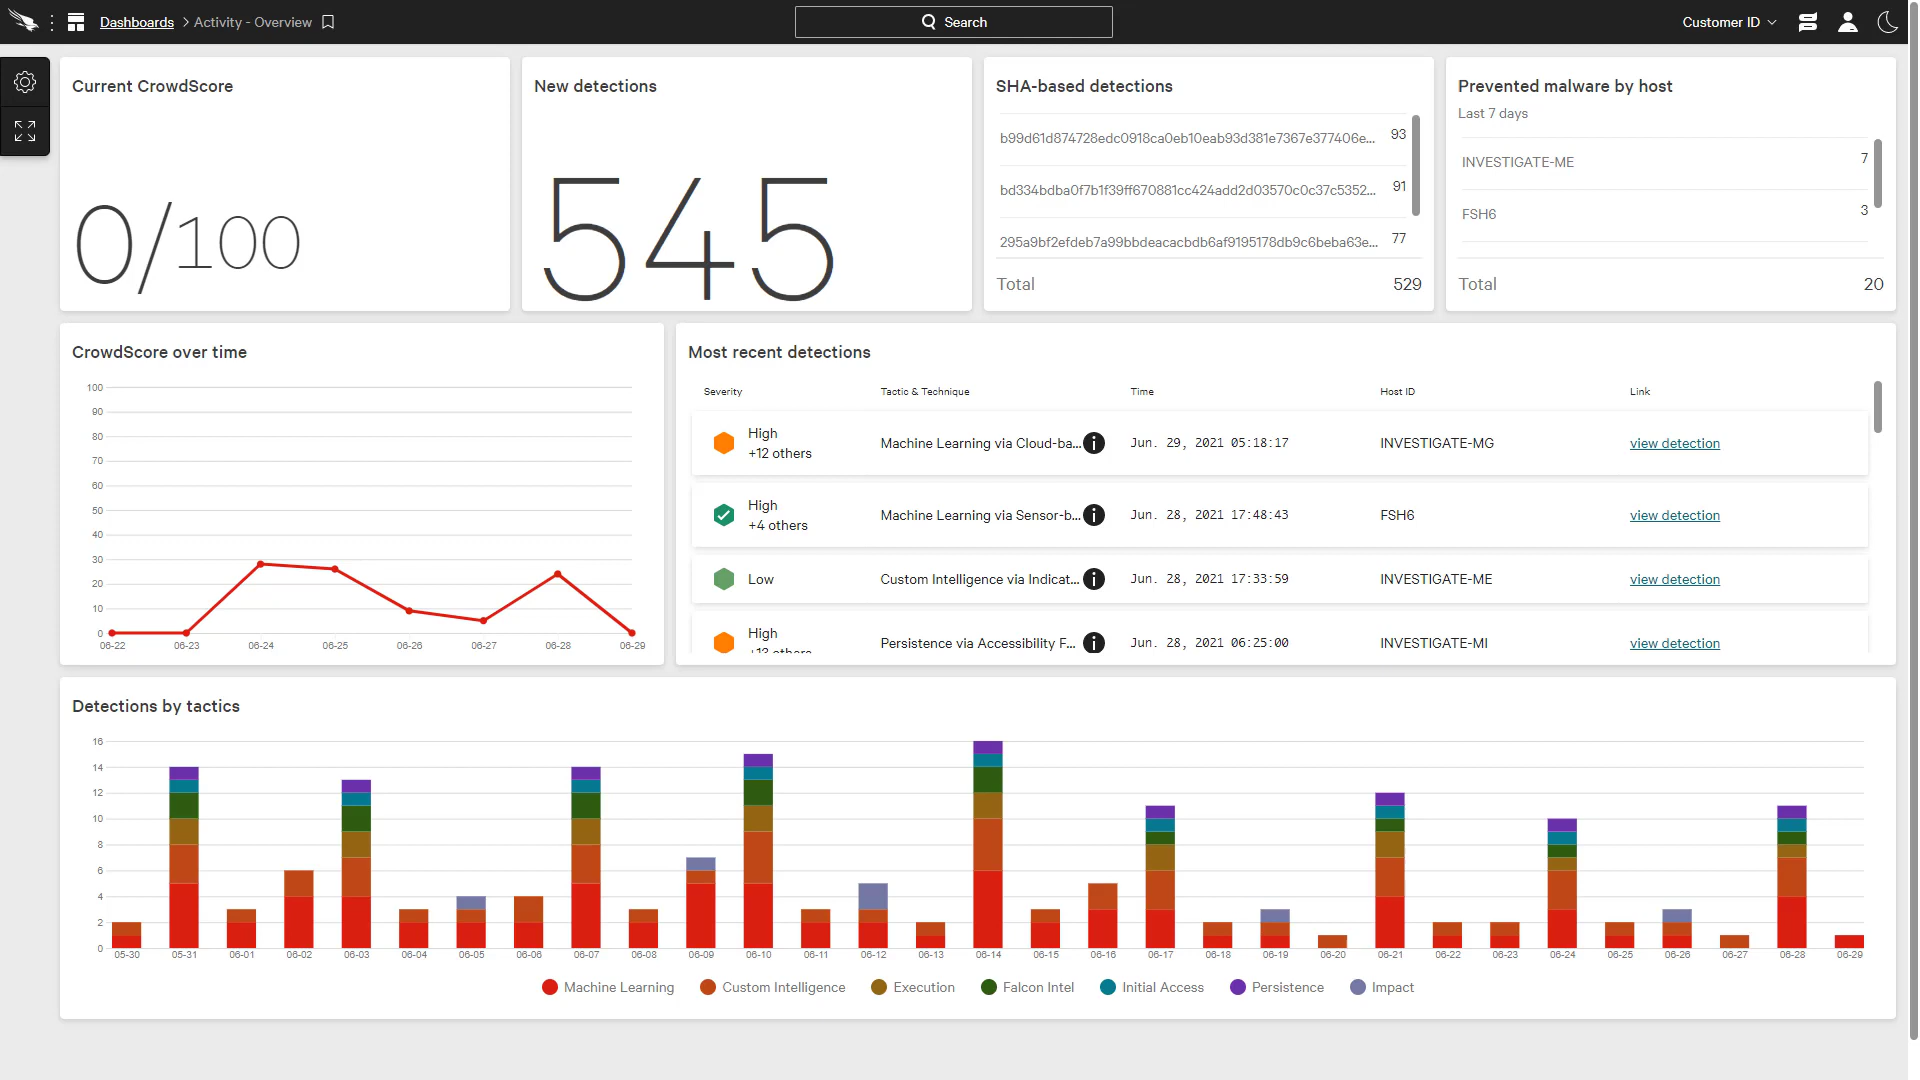 Dashboards > Activity - Overview
Search
Customer ID
Current CrowdScore
0/100
New detections
545
SHA-based detections
b99d61d874728edc0918ca0eb10eab93d381e7367e377406e... 93
bd334bdba0f7b1f39ff670881cc424add2d03570c0c37c5352... 91
295a9bf2efdeb7a99bbdeacacbdb6af9195178db9c6beba63e... 77
Total 529
Prevented malware by host
Last 7 days
INVESTIGATE-ME 7
FSH6 3
Total 20
CrowdScore over time
100
90
80
70
60
50
40
30
20
10
0
06-22 06-23 06-24 06-25 06-26 06-27 06-28 06-29
Most recent detections
Severity Tactic & Technique Time Host ID Link
High
+12 others
Machine Learning via Cloud-ba... Jun. 29, 2021 05:18:17 INVESTIGATE-MG view detection
High
+4 others
Machine Learning via Sensor-b... Jun. 28, 2021 17:48:43 FSH6 view detection
Low Custom Intelligence via Indicat... Jun. 28, 2021 17:33:59 INVESTIGATE-ME view detection
High
+13 others
Persistence via Accessibility F... Jun. 28, 2021 06:25:00 INVESTIGATE-MI view detection
Detections by tactics
16
14
12
10
8
6
4
2
0
05-30 05-31 06-01 06-02 06-03 06-04 06-05 06-06 06-07 06-08 06-09 06-10 06-11 06-12 06-13 06-14 06-15 06-16 06-17 06-18 06-19 06-20 06-21 06-22 06-23 06-24 06-25 06-26 06-27 06-28 06-29
Machine Learning Custom Intelligence Execution Falcon Intel Initial Access Persistence Impact